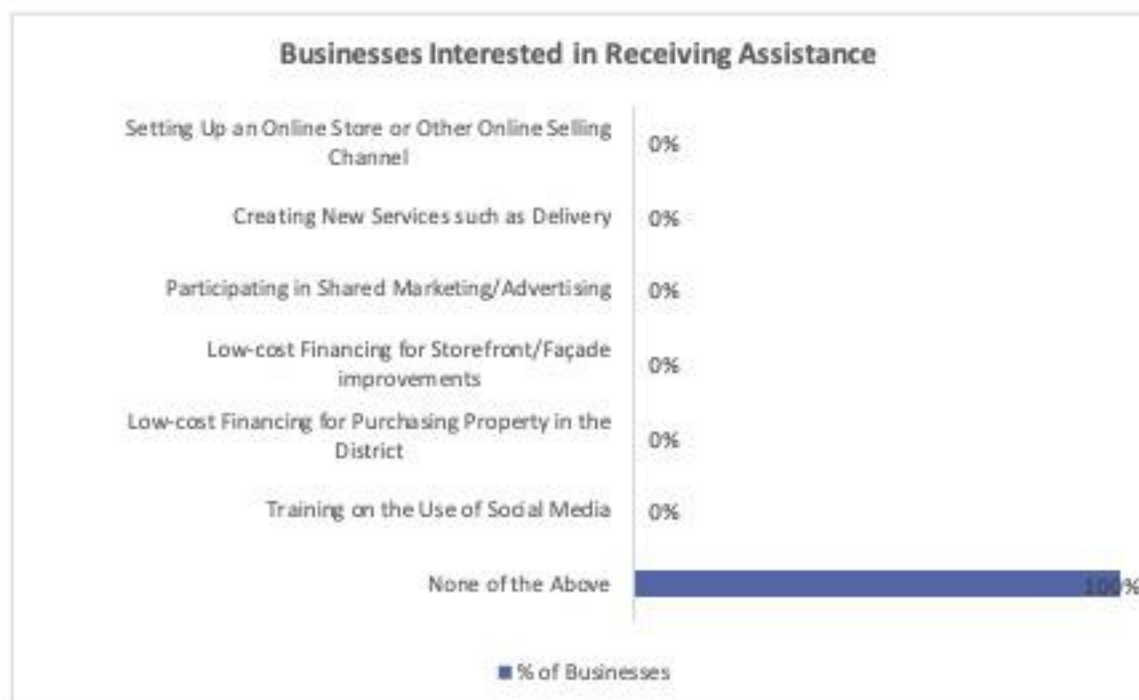 Businesses Interested in Receiving Assistance
Setting Up an Online Store or Other Online Selling
Channel
0%
Creating New Services such as Delivery
0%
Participating in Shared Marketing/Advertising
0%
Low-cost Financing for Storefront/Façade
improvements
0%
Low-cost Financing for Purchasing Property in the
District
0%
Training on the Use of Social Media
0%
None of the Above
100%
% of Businesses